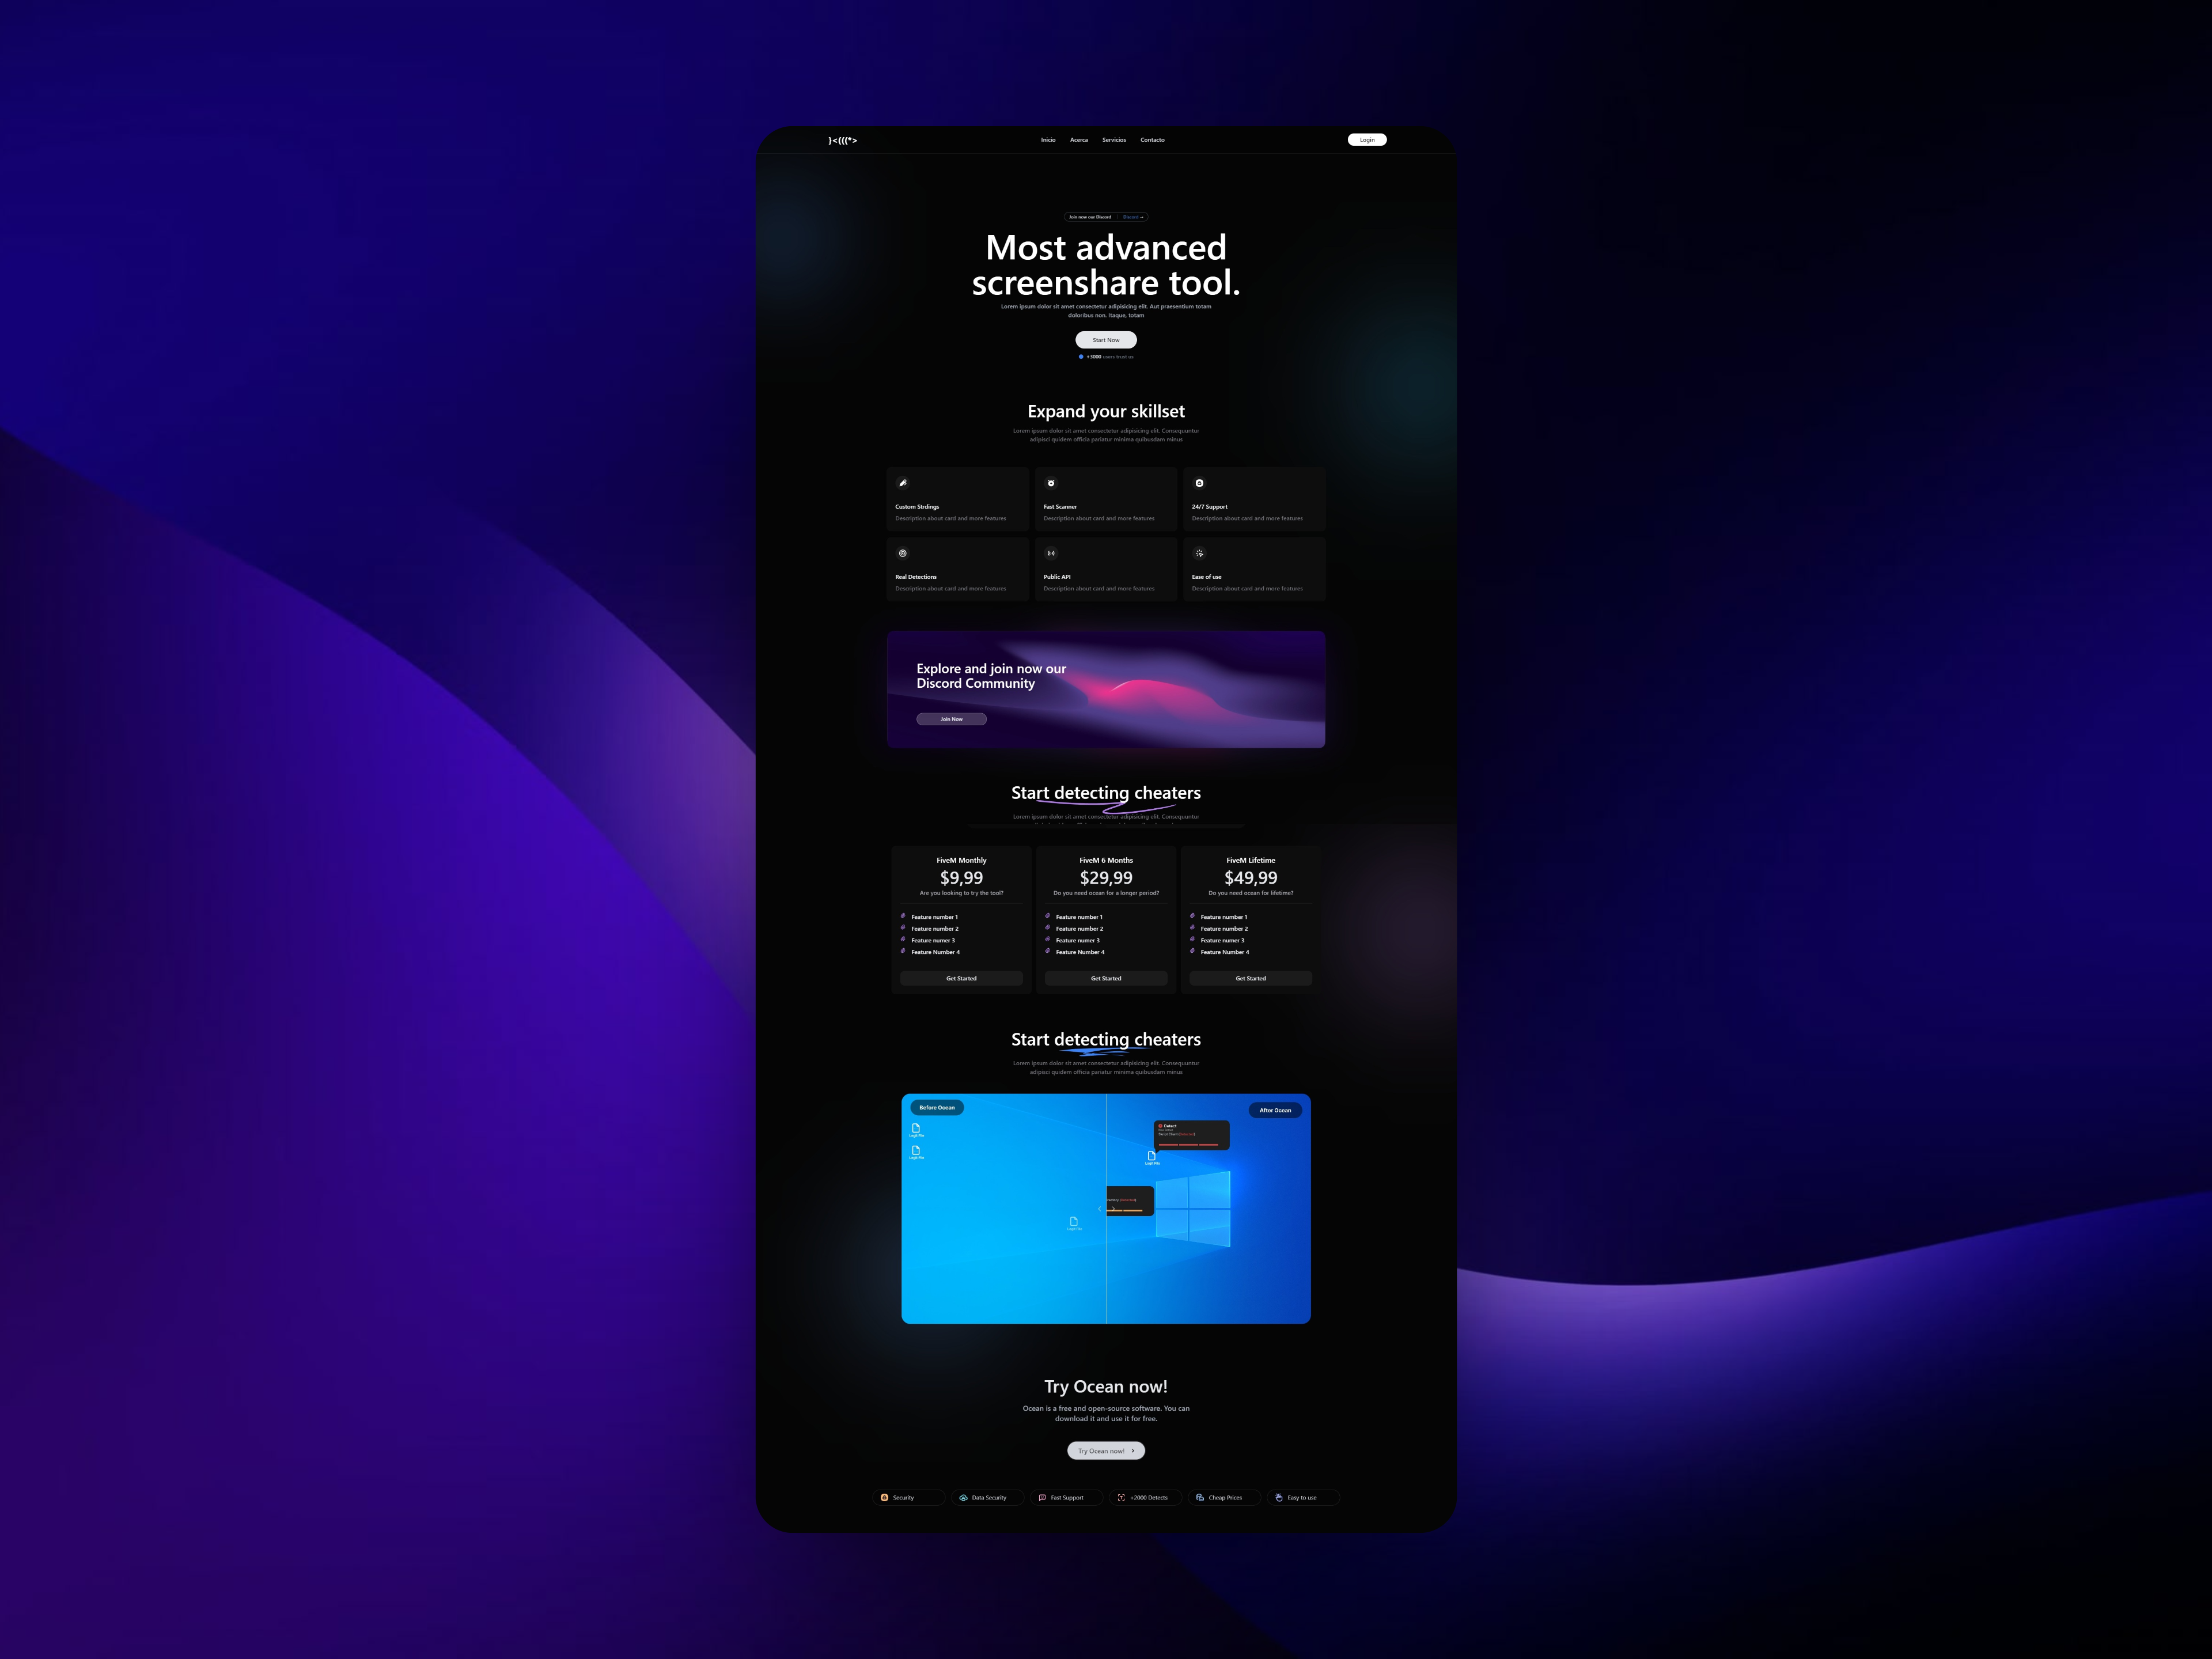 }<(((*>
Inicio Acerca Servicios Contacto
Login
Join now our Discord Discord →
Most advanced
screenshare tool.
Lorem ipsum dolor sit amet consectetur adipisicing elit. Aut praesentium totam
doloribus non. Itaque, totam
Start Now
+3000 users trust us
Expand your skillset
Lorem ipsum dolor sit amet consectetur adipisicing elit. Consequuntur
adipisci quidem officia pariatur minima quibusdam minus
Custom Strdings
Description about card and more features
Fast Scanner
Description about card and more features
24/7 Support
Description about card and more features
Real Detections
Description about card and more features
Public API
Description about card and more features
Ease of use
Description about card and more features
Explore and join now our
Discord Community
Join Now
Start detecting cheaters
Lorem ipsum dolor sit amet consectetur adipisicing elit. Consequuntur
FiveM Monthly
$9,99
Are you looking to try the tool?
Feature number 1
Feature number 2
Feature numer 3
Feature Number 4
Get Started
FiveM 6 Months
$29,99
Do you need ocean for a longer period?
Feature number 1
Feature number 2
Feature numer 3
Feature Number 4
Get Started
FiveM Lifetime
$49,99
Do you need ocean for lifetime?
Feature number 1
Feature number 2
Feature numer 3
Feature Number 4
Get Started
Start detecting cheaters
Lorem ipsum dolor sit amet consectetur adipisicing elit. Consequuntur
adipisci quidem officia pariatur minima quibusdam minus
Before Ocean
After Ocean
Detect
Try Ocean now!
Ocean is a free and open-source software. You can
download it and use it for free.
Try Ocean now! >
Security
Data Security
Fast Support
+2000 Detects
Cheap Prices
Easy to use